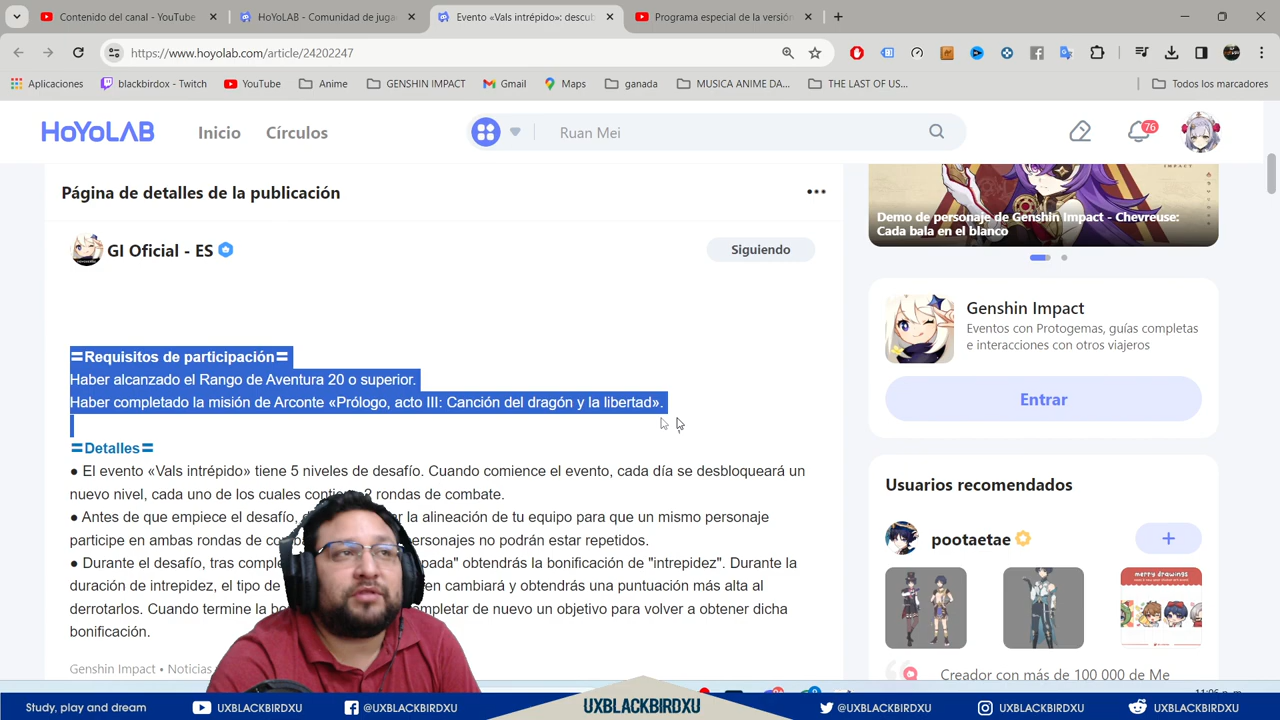 Contenido del canal - YouTube
HoYoLAB - Comunidad de juga
Evento «Vals intrépido»: descub
Programa especial de la versión
https://www.hoyolab.com/article/24202247
Aplicaciones
blackbirdox - Twitch
YouTube
Anime
GENSHIN IMPACT
Gmail
Maps
ganada
MUSICA ANIME DA...
THE LAST OF US...
Todos los marcadores
HoYoLAB
Inicio
Círculos
Ruan Mei
76
Página de detalles de la publicación
GI Oficial - ES
Siguiendo
〓Requisitos de participación〓
Haber alcanzado el Rango de Aventura 20 o superior.
Haber completado la misión de Arconte «Prólogo, acto III: Canción del dragón y la libertad».
〓Detalles〓
● El evento «Vals intrépido» tiene 5 niveles de desafío. Cuando comience el evento, cada día se desbloqueará un
nuevo nivel, cada uno de los cuales 2 rondas de combate.
● Antes de que empiece el desafío, la alineación de tu equipo para que un mismo personaje
participe en ambas rondas de personajes no podrán estar repetidos.
● Durante el desafío, tras obtendrás la bonificación de "intrepidez". Durante la
duración de intrepidez, el tipo de y obtendrás una puntuación más alta al
derrotarlos. Cuando termine la de nuevo un objetivo para volver a obtener dicha
bonificación.
Genshin Impact • Noticias
IMPACT
Demo de personaje de Genshin Impact - Chevreuse:
Cada bala en el blanco
Genshin Impact
Eventos con Protogemas, guías completas
e interacciones con otros viajeros
Entrar
Usuarios recomendados
pootaetae
merry drawings
Creador con más de 100 000 de Me
Study, play and dream
UXBLACKBIRDXU
@UXBLACKBIRDXU
UXBLACKBIRDXU
@UXBLACKBIRDXU
UXBLACKBIRDXU
UXBLACKBIRDXU